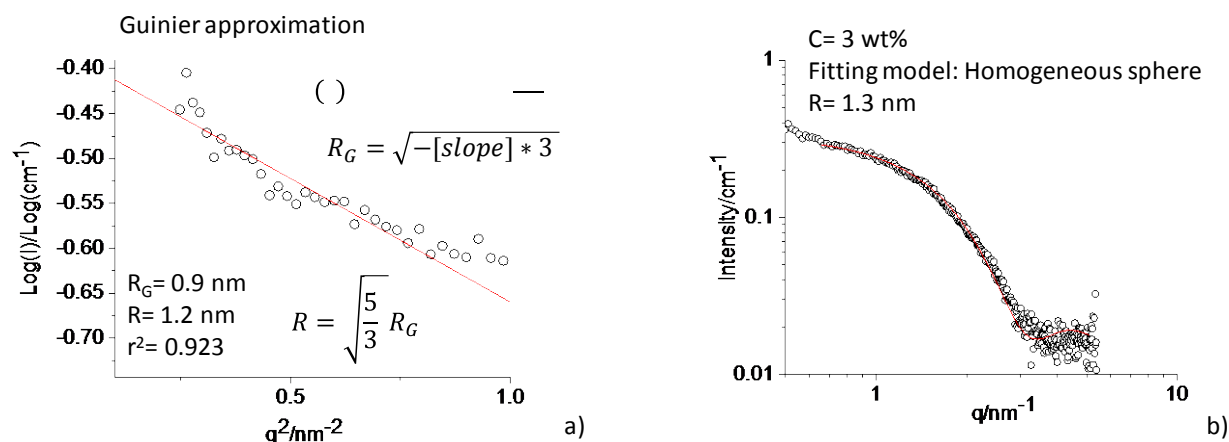 Guinier approximation
-0.40
-0.45
-0.50
-0.55
-0.60
-0.65
-0.70
Log(I)/Log(cm⁻¹)
( ) —
R_G = √(-[slope] * 3)
R_G= 0.9 nm
R= 1.2 nm
r²= 0.923
R = √(5/3) R_G
0.5 1.0
q²/nm⁻²
a)
C= 3 wt%
Fitting model: Homogeneous sphere
R= 1.3 nm
1
0.1
0.01
Intensity/cm⁻¹
1 10
q/nm⁻¹
b)